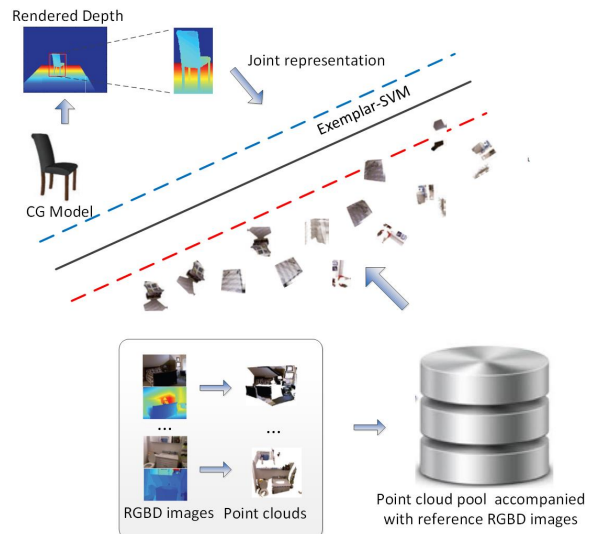 Rendered Depth
Joint representation
Exemplar-SVM
CG Model
...
...
RGBD images
Point clouds
Point cloud pool accompanied
with reference RGBD images